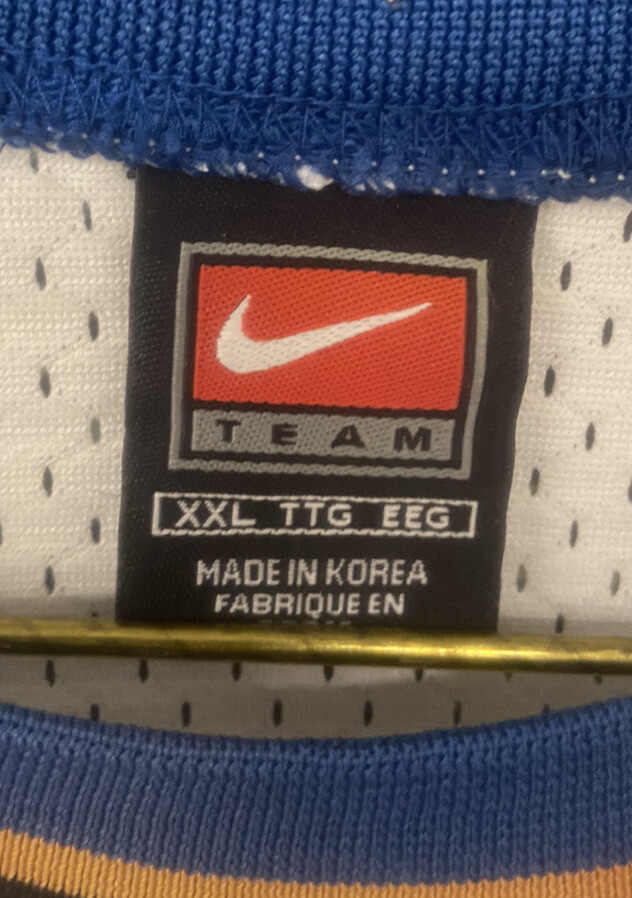 TEAM
XXL TTG EEG
MADE IN KOREA
FABRIQUE EN